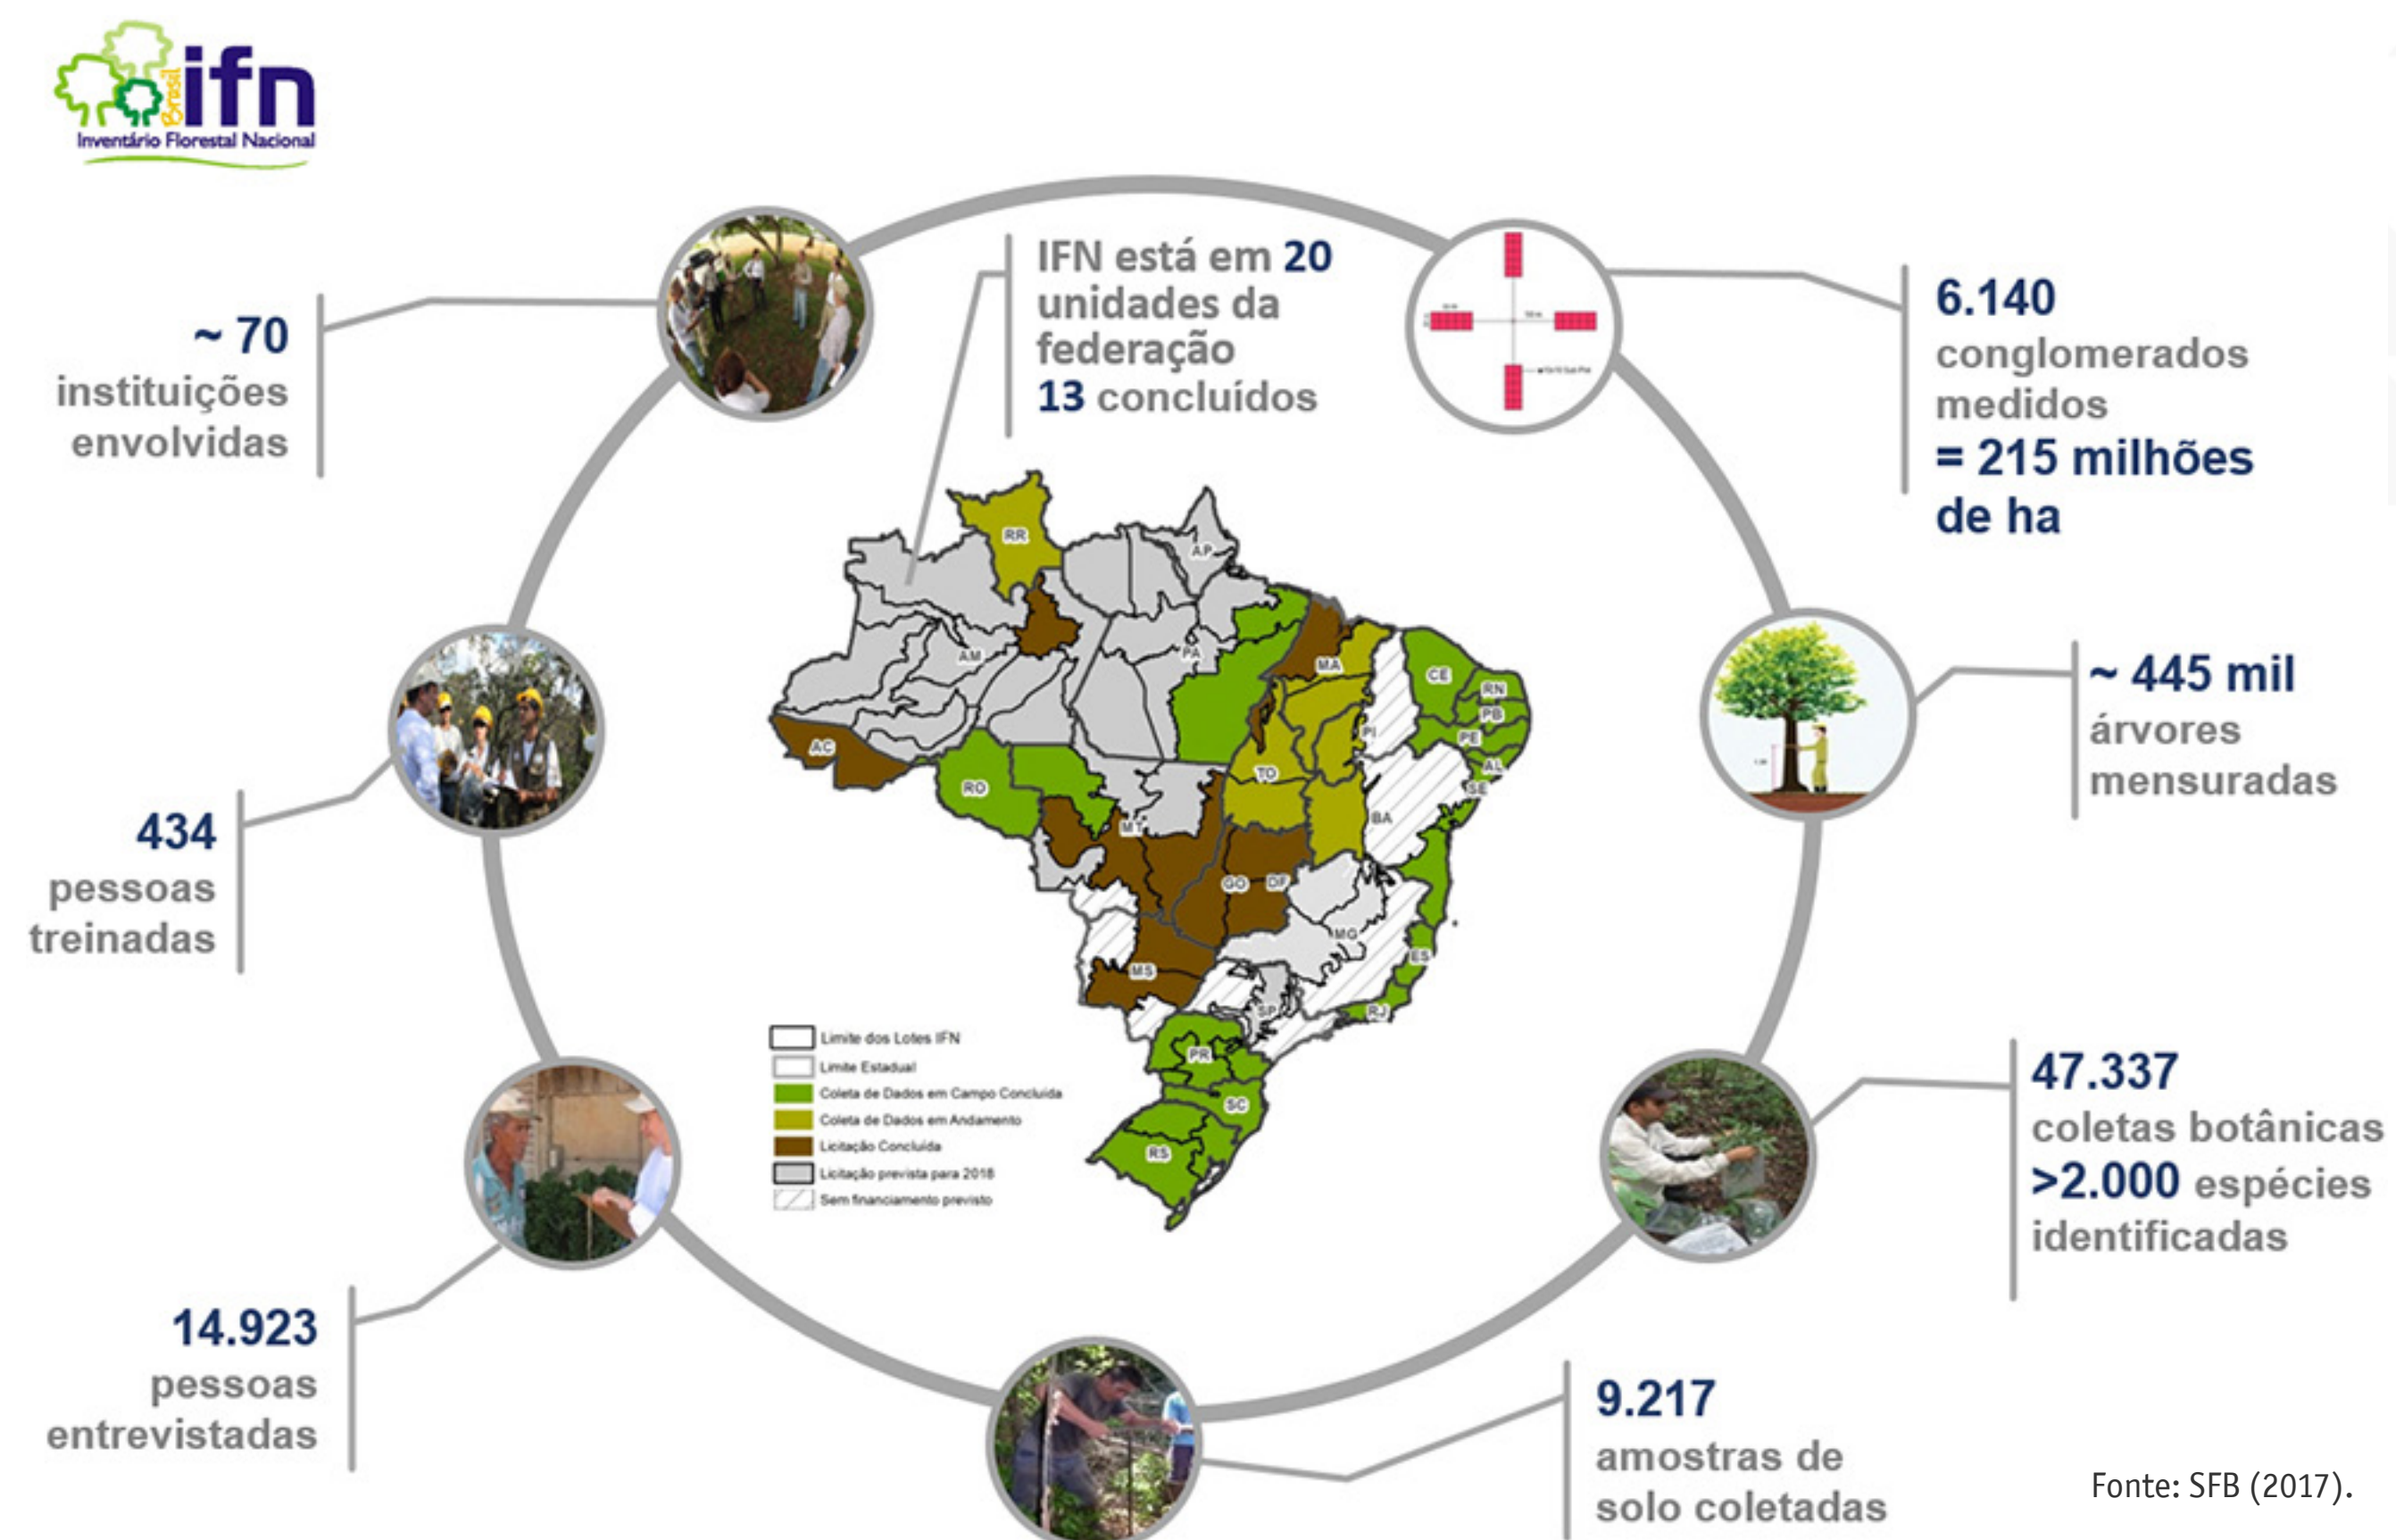 Brasil
ifn
Inventário Florestal Nacional
IFN está em 20
unidades da
federação
13 concluídos
~ 70
instituições
envolvidas
6.140
conglomerados
medidos
= 215 milhões
de ha
~ 445 mil
árvores
mensuradas
434
pessoas
treinadas
47.337
coletas botânicas
>2.000 espécies
identificadas
14.923
pessoas
entrevistadas
9.217
amostras de
solo coletadas
RR
AP
AM
PA
MA
CE
RN
PB
PE
PI
AL
SE
AC
RO
TO
BA
MT
GO
DF
MG
ES
MS
SP
RJ
PR
SC
RS
Limite dos Lotes IFN
Limite Estadual
Coleta de Dados em Campo Concluída
Coleta de Dados em Andamento
Licitação Concluída
Licitação prevista para 2018
Sem financiamento previsto
Fonte: SFB (2017).